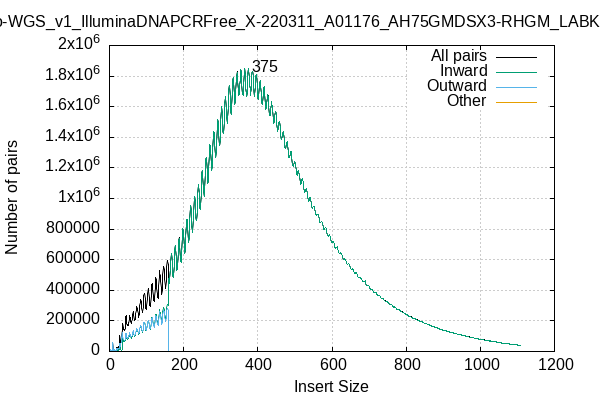 o-WGS_v1_IlluminaDNAPCRFree_X-220311_A01176_AH75GMDSX3-RHGM_LABK
2x10^6
1.8x10^6
1.6x10^6
1.4x10^6
1.2x10^6
1x10^6
800000
600000
400000
200000
0
Number of pairs
All pairs
Inward
Outward
Other
375
0 200 400 600 800 1000 1200
Insert Size